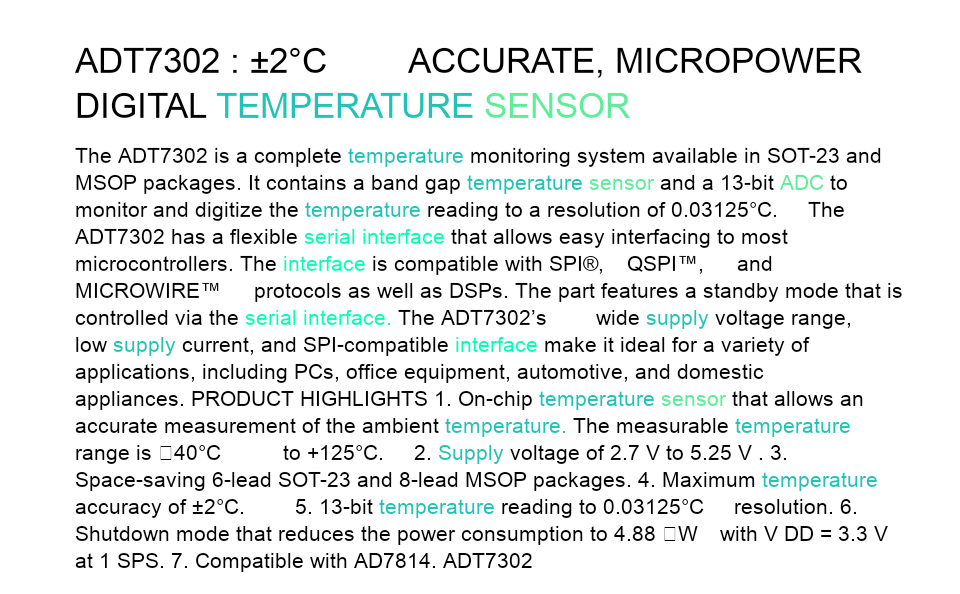 ADT7302 : ±2°C ACCURATE, MICROPOWER
DIGITAL TEMPERATURE SENSOR
The ADT7302 is a complete temperature monitoring system available in SOT-23 and
MSOP packages. It contains a band gap temperature sensor and a 13-bit ADC to
monitor and digitize the temperature reading to a resolution of 0.03125°C. The
ADT7302 has a flexible serial interface that allows easy interfacing to most
microcontrollers. The interface is compatible with SPI®, QSPI™, and
MICROWIRE™ protocols as well as DSPs. The part features a standby mode that is
controlled via the serial interface. The ADT7302’s wide supply voltage range,
low supply current, and SPI-compatible interface make it ideal for a variety of
applications, including PCs, office equipment, automotive, and domestic
appliances. PRODUCT HIGHLIGHTS 1. On-chip temperature sensor that allows an
accurate measurement of the ambient temperature. The measurable temperature
range is □40°C to +125°C. 2. Supply voltage of 2.7 V to 5.25 V . 3.
Space-saving 6-lead SOT-23 and 8-lead MSOP packages. 4. Maximum temperature
accuracy of ±2°C. 5. 13-bit temperature reading to 0.03125°C resolution. 6.
Shutdown mode that reduces the power consumption to 4.88 □W with V DD = 3.3 V
at 1 SPS. 7. Compatible with AD7814. ADT7302